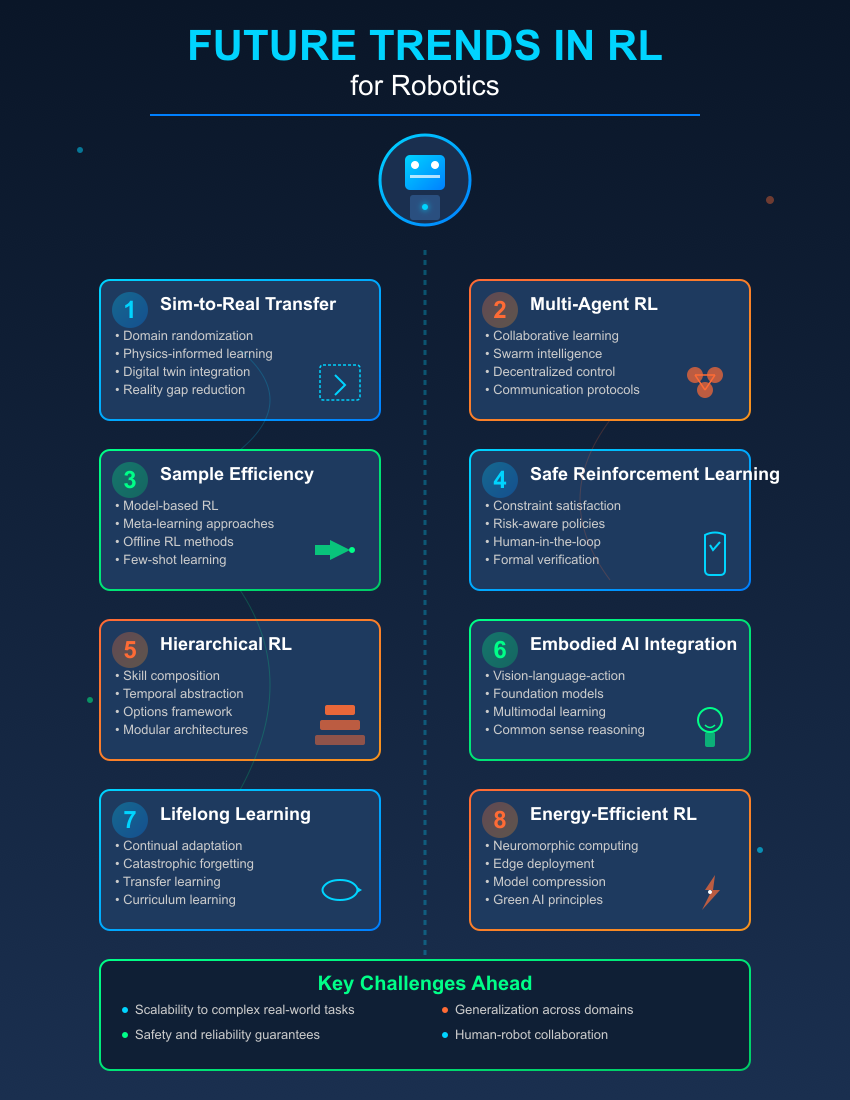 FUTURE TRENDS IN RL
for Robotics
1
Sim-to-Real Transfer
• Domain randomization
• Physics-informed learning
• Digital twin integration
• Reality gap reduction
2
Multi-Agent RL
• Collaborative learning
• Swarm intelligence
• Decentralized control
• Communication protocols
3
Sample Efficiency
• Model-based RL
• Meta-learning approaches
• Offline RL methods
• Few-shot learning
4
Safe Reinforcement Learning
• Constraint satisfaction
• Risk-aware policies
• Human-in-the-loop
• Formal verification
5
Hierarchical RL
• Skill composition
• Temporal abstraction
• Options framework
• Modular architectures
6
Embodied AI Integration
• Vision-language-action
• Foundation models
• Multimodal learning
• Common sense reasoning
7
Lifelong Learning
• Continual adaptation
• Catastrophic forgetting
• Transfer learning
• Curriculum learning
8
Energy-Efficient RL
• Neuromorphic computing
• Edge deployment
• Model compression
• Green AI principles
Key Challenges Ahead
• Scalability to complex real-world tasks
• Generalization across domains
• Safety and reliability guarantees
• Human-robot collaboration